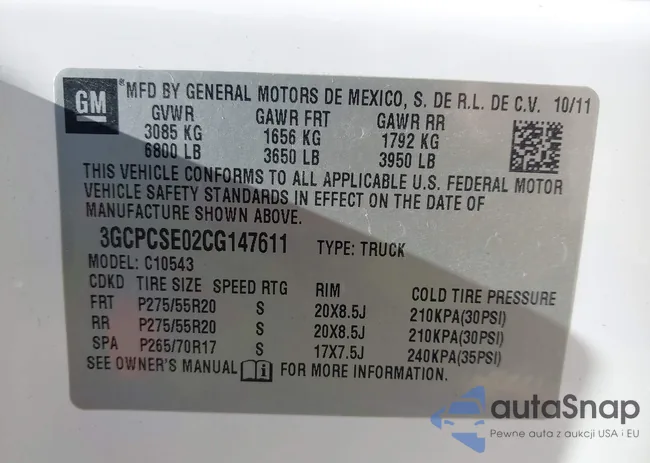 GM ® MFD BY GENERAL MOTORS DE MEXICO, S. DE R.L. DE C.V. 10/11
GVWR GAWR FRT GAWR RR
3085 KG 1656 KG 1792 KG
6800 LB 3650 LB 3950 LB
THIS VEHICLE CONFORMS TO ALL APPLICABLE U.S. FEDERAL MOTOR
VEHICLE SAFETY STANDARDS IN EFFECT ON THE DATE OF
MANUFACTURE SHOWN ABOVE.
3GCPCSE02CG147611 TYPE: TRUCK
MODEL: C10543
CDKD TIRE SIZE SPEED RTG RIM COLD TIRE PRESSURE
FRT P275/55R20 S 20X8.5J 210KPA(30PSI)
RR P275/55R20 S 20X8.5J 210KPA(30PSI)
SPA P265/70R17 S 17X7.5J 240KPA(35PSI)
SEE OWNER'S MANUAL FOR MORE INFORMATION.
autaSnap
Pewne auta z aukcji USA i EU